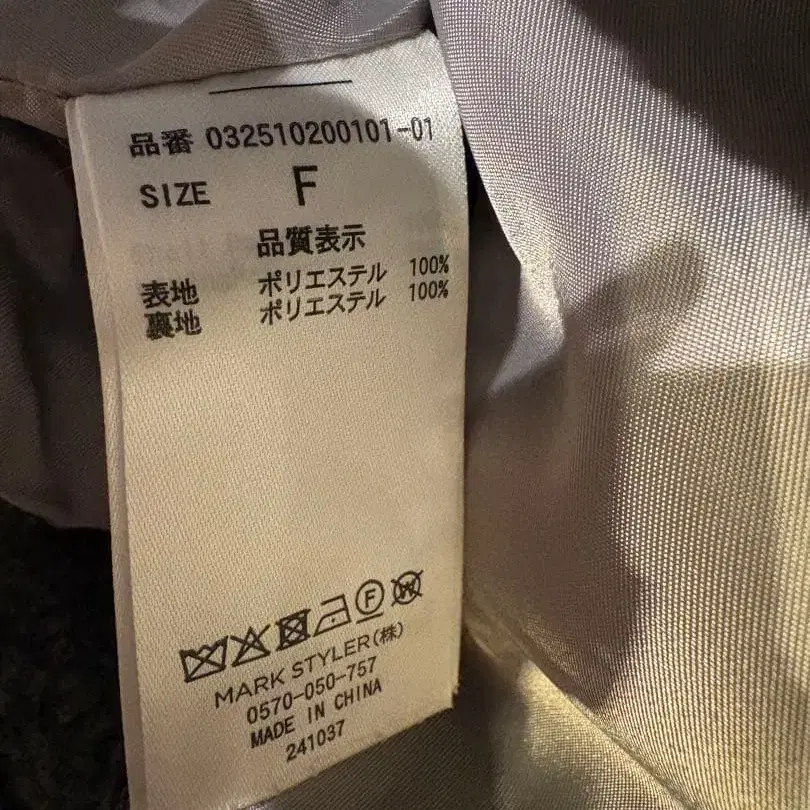 品番 032510200101-01
SIZE F
品質表示
表地 ポリエステル 100%
裏地 ポリエステル 100%
F W
MARK STYLER(株)
0570-050-757
MADE IN CHINA
241037